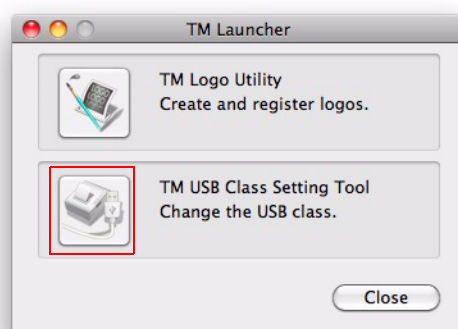 TM Launcher
TM Logo Utility
Create and register logos.
TM USB Class Setting Tool
Change the USB class.
Close